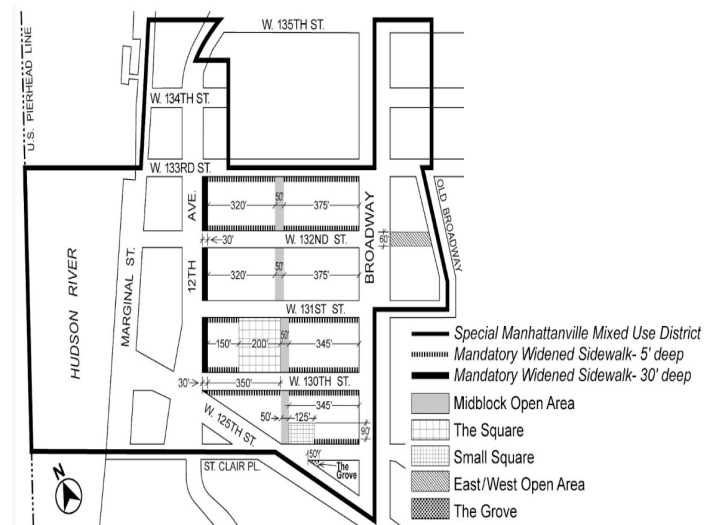 W. 135TH ST.
U.S. PIERHEAD LINE
W. 134TH ST.
W. 133RD ST.
50'
320'
375'
AVE.
BROADWAY
OLD BROADWAY
30'
W. 132ND ST.
60'
50'
320'
375'
12TH
MARGINAL ST.
HUDSON RIVER
W. 131ST ST.
50'
150'
200'
345'
30'
350'
W. 130TH ST.
345'
50'
125'
90'
W. 125TH ST.
50'
The
Grove
ST. CLAIR PL.
N
Special Manhattanville Mixed Use District
Mandatory Widened Sidewalk- 5' deep
Mandatory Widened Sidewalk- 30' deep
Midblock Open Area
The Square
Small Square
East/West Open Area
The Grove